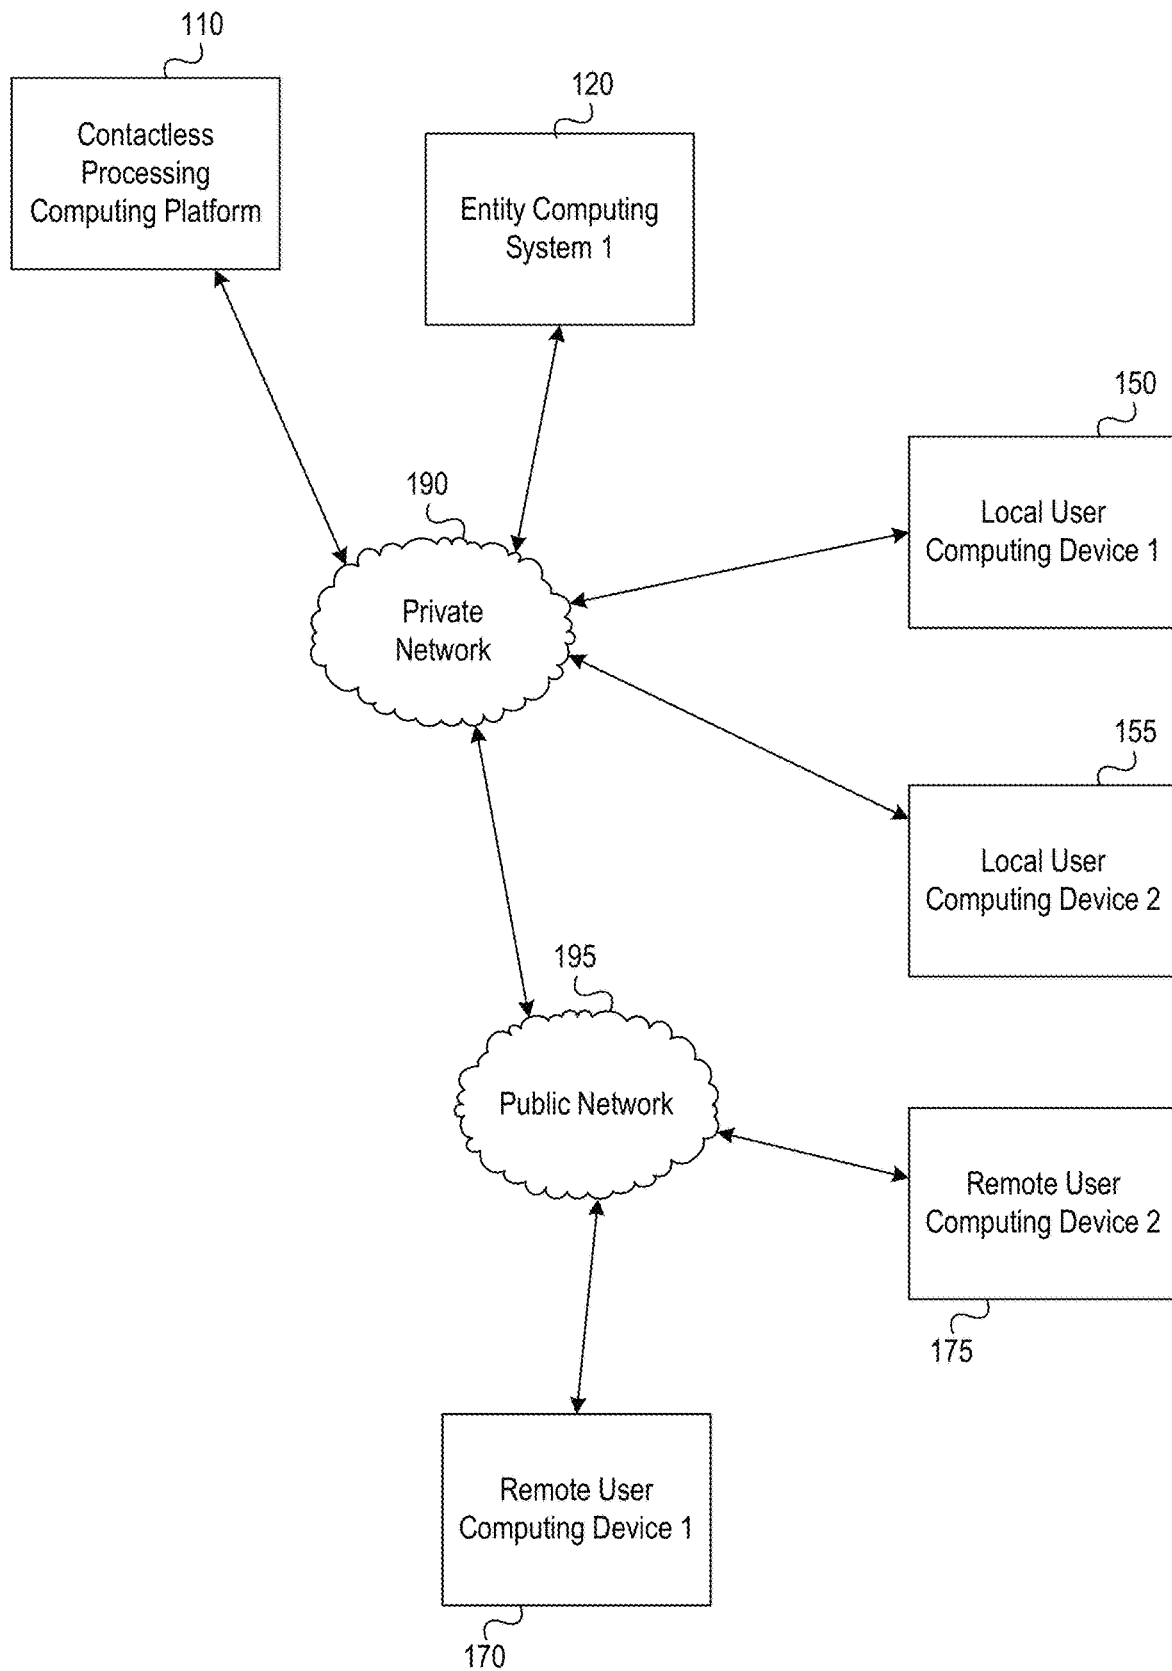 110
Contactless
Processing
Computing Platform
120
Entity Computing
System 1
150
Local User
Computing Device 1
190
Private
Network
155
Local User
Computing Device 2
195
Public Network
Remote User
Computing Device 2
175
Remote User
Computing Device 1
170